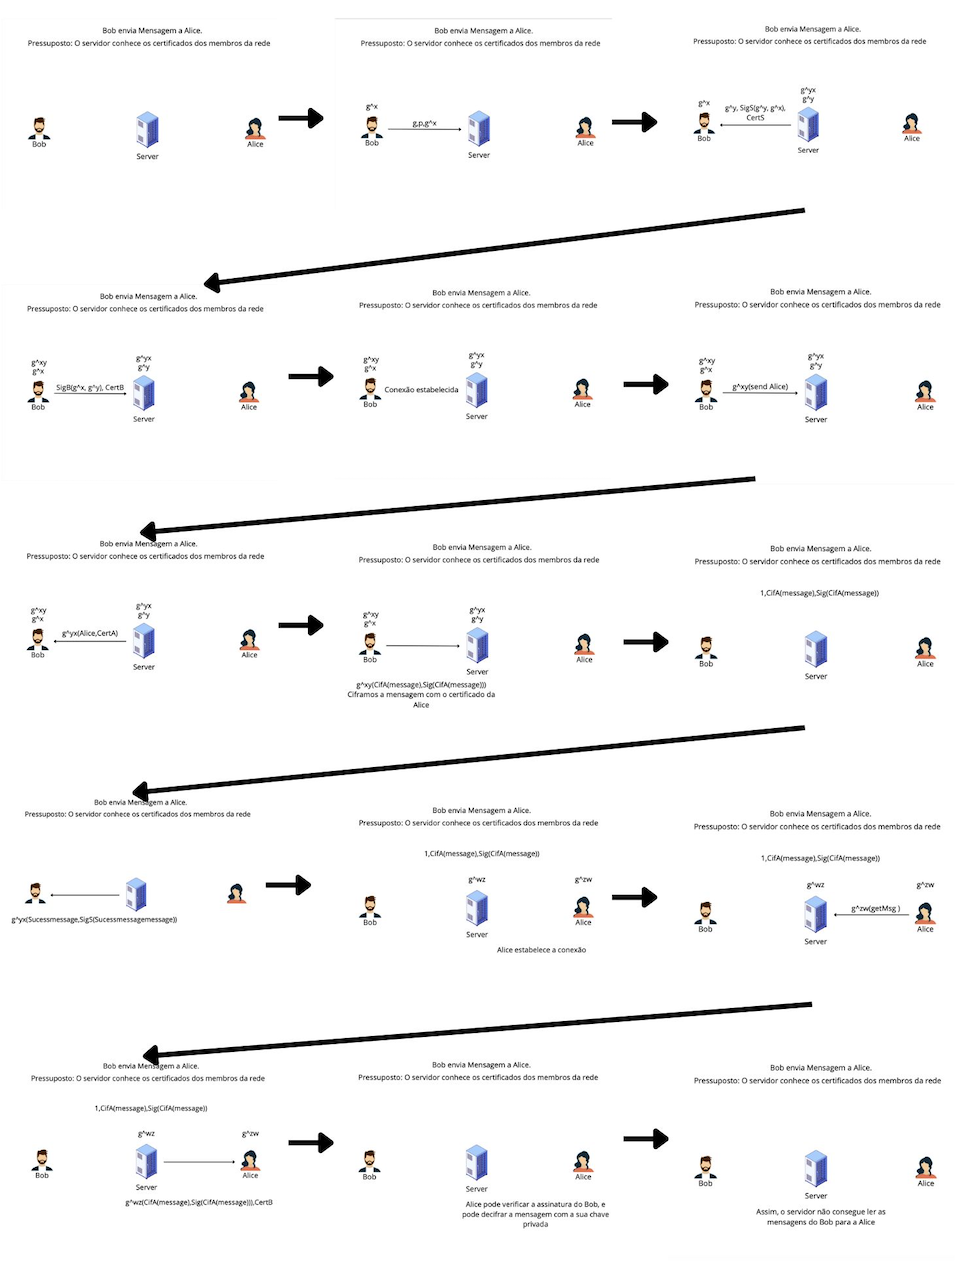 Bob envia Mensagem a Alice.
Pressuposto: O servidor conhece os certificados dos membros da rede
Bob
Server
Alice
Bob envia Mensagem a Alice.
Pressuposto: O servidor conhece os certificados dos membros da rede
g^x
g,p,g^x
Bob
Server
Alice
Bob envia Mensagem a Alice.
Pressuposto: O servidor conhece os certificados dos membros da rede
g^yx
g^y
g^x
g^y, SigS(g^y, g^x),
CertS
Bob
Server
Alice
Bob envia Mensagem a Alice.
Pressuposto: O servidor conhece os certificados dos membros da rede
g^xy
g^x
g^yx
g^y
SigB(g^x, g^y), CertB
Bob
Server
Alice
Bob envia Mensagem a Alice.
Pressuposto: O servidor conhece os certificados dos membros da rede
g^xy
g^x
g^yx
g^y
Conexão estabelecida
Bob
Server
Alice
Bob envia Mensagem a Alice.
Pressuposto: O servidor conhece os certificados dos membros da rede
g^xy
g^x
g^yx
g^y
g^xy(send Alice)
Bob
Server
Alice
Bob envia Mensagem a Alice.
Pressuposto: O servidor conhece os certificados dos membros da rede
g^xy
g^x
g^yx
g^y
g^yx(Alice,CertA)
Bob
Server
Alice
Bob envia Mensagem a Alice.
Pressuposto: O servidor conhece os certificados dos membros da rede
g^xy
g^x
g^yx
g^y
Bob
Server
Alice
g^xy(CifA(message),Sig(CifA(message)))
Ciframos a mensagem com o certificado da
Alice
Bob envia Mensagem a Alice.
Pressuposto: O servidor conhece os certificados dos membros da rede
1,CifA(message),Sig(CifA(message))
Bob
Server
Alice
Bob envia Mensagem a Alice.
Pressuposto: O servidor conhece os certificados dos membros da rede
g^yx(Sucessmessage,SigS(Sucessmessagemessage))
Bob envia Mensagem a Alice.
Pressuposto: O servidor conhece os certificados dos membros da rede
1,CifA(message),Sig(CifA(message))
g^wz
g^zw
Bob
Server
Alice
Alice estabelece a conexão
Bob envia Mensagem a Alice.
Pressuposto: O servidor conhece os certificados dos membros da rede
1,CifA(message),Sig(CifA(message))
g^wz
g^zw
g^zw(getMsg )
Bob
Server
Alice
Bob envia Mensagem a Alice.
Pressuposto: O servidor conhece os certificados dos membros da rede
1,CifA(message),Sig(CifA(message))
g^wz
g^zw
Bob
Server
Alice
g^wz(CifA(message),Sig(CifA(message))),CertB
Bob envia Mensagem a Alice.
Pressuposto: O servidor conhece os certificados dos membros da rede
Bob
Server
Alice
Alice pode verificar a assinatura do Bob, e
pode decifrar a mensagem com a sua chave
privada
Bob envia Mensagem a Alice.
Pressuposto: O servidor conhece os certificados dos membros da rede
Bob
Server
Alice
Assim, o servidor não consegue ler as
mensagens do Bob para a Alice